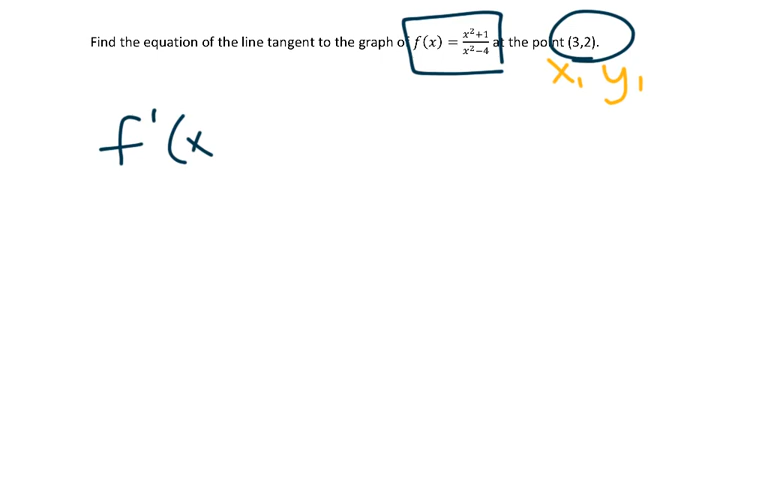 Find the equation of the line tangent to the graph of f(x) = \frac{x²+1}{x²−4} at the point (3,2).
x₁ y₁
f'(x